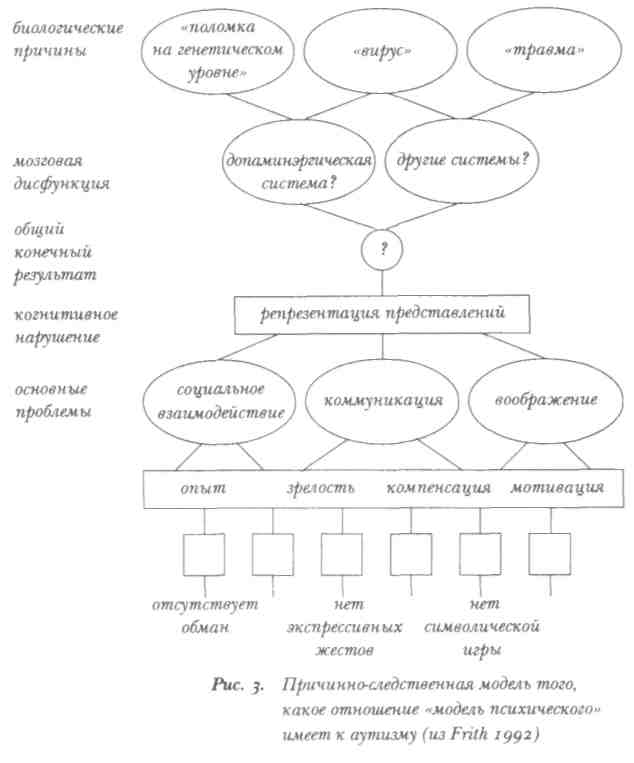 биологические причины
«поломка на генетическом уровне»
«вирус»
«травма»
мозговая дисфункция
допаминэргическая система?
другие системы?
общий конечный результат
?
когнитивное нарушение
репрезентация представлений
основные проблемы
социальное взаимодействие
коммуникация
воображение
опыт зрелость компенсация мотивация
отсутствует обман
нет экспрессивных жестов
нет символической игры
Рис. 3. Причинно-следственная модель того,
какое отношение «модель психического»
имеет к аутизму (из Frith 1992)